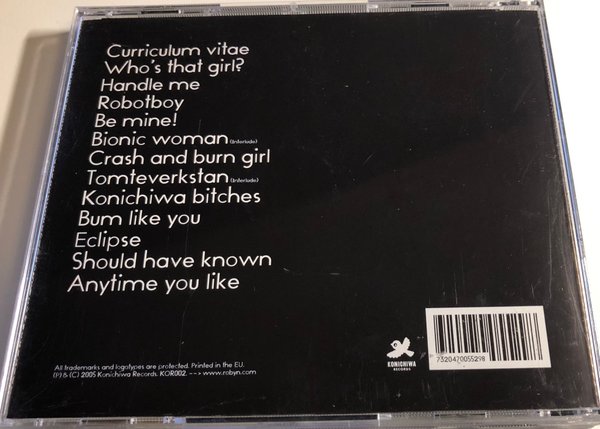 Curriculum vitae
Who's that girl?
Handle me
Robotboy
Be mine!
Bionic woman (Interlude)
Crash and burn girl
Tomteverkstan (Interlude)
Konichiwa bitches
Bum like you
Eclipse
Should have known
Anytime you like
KONICHIWA
RECORDS
7320470055298
All trademarks and logotypes are protected. Printed in the EU.
(P) & (C) 2005 Konichiwa Records. KOR002. --> www.robyn.com